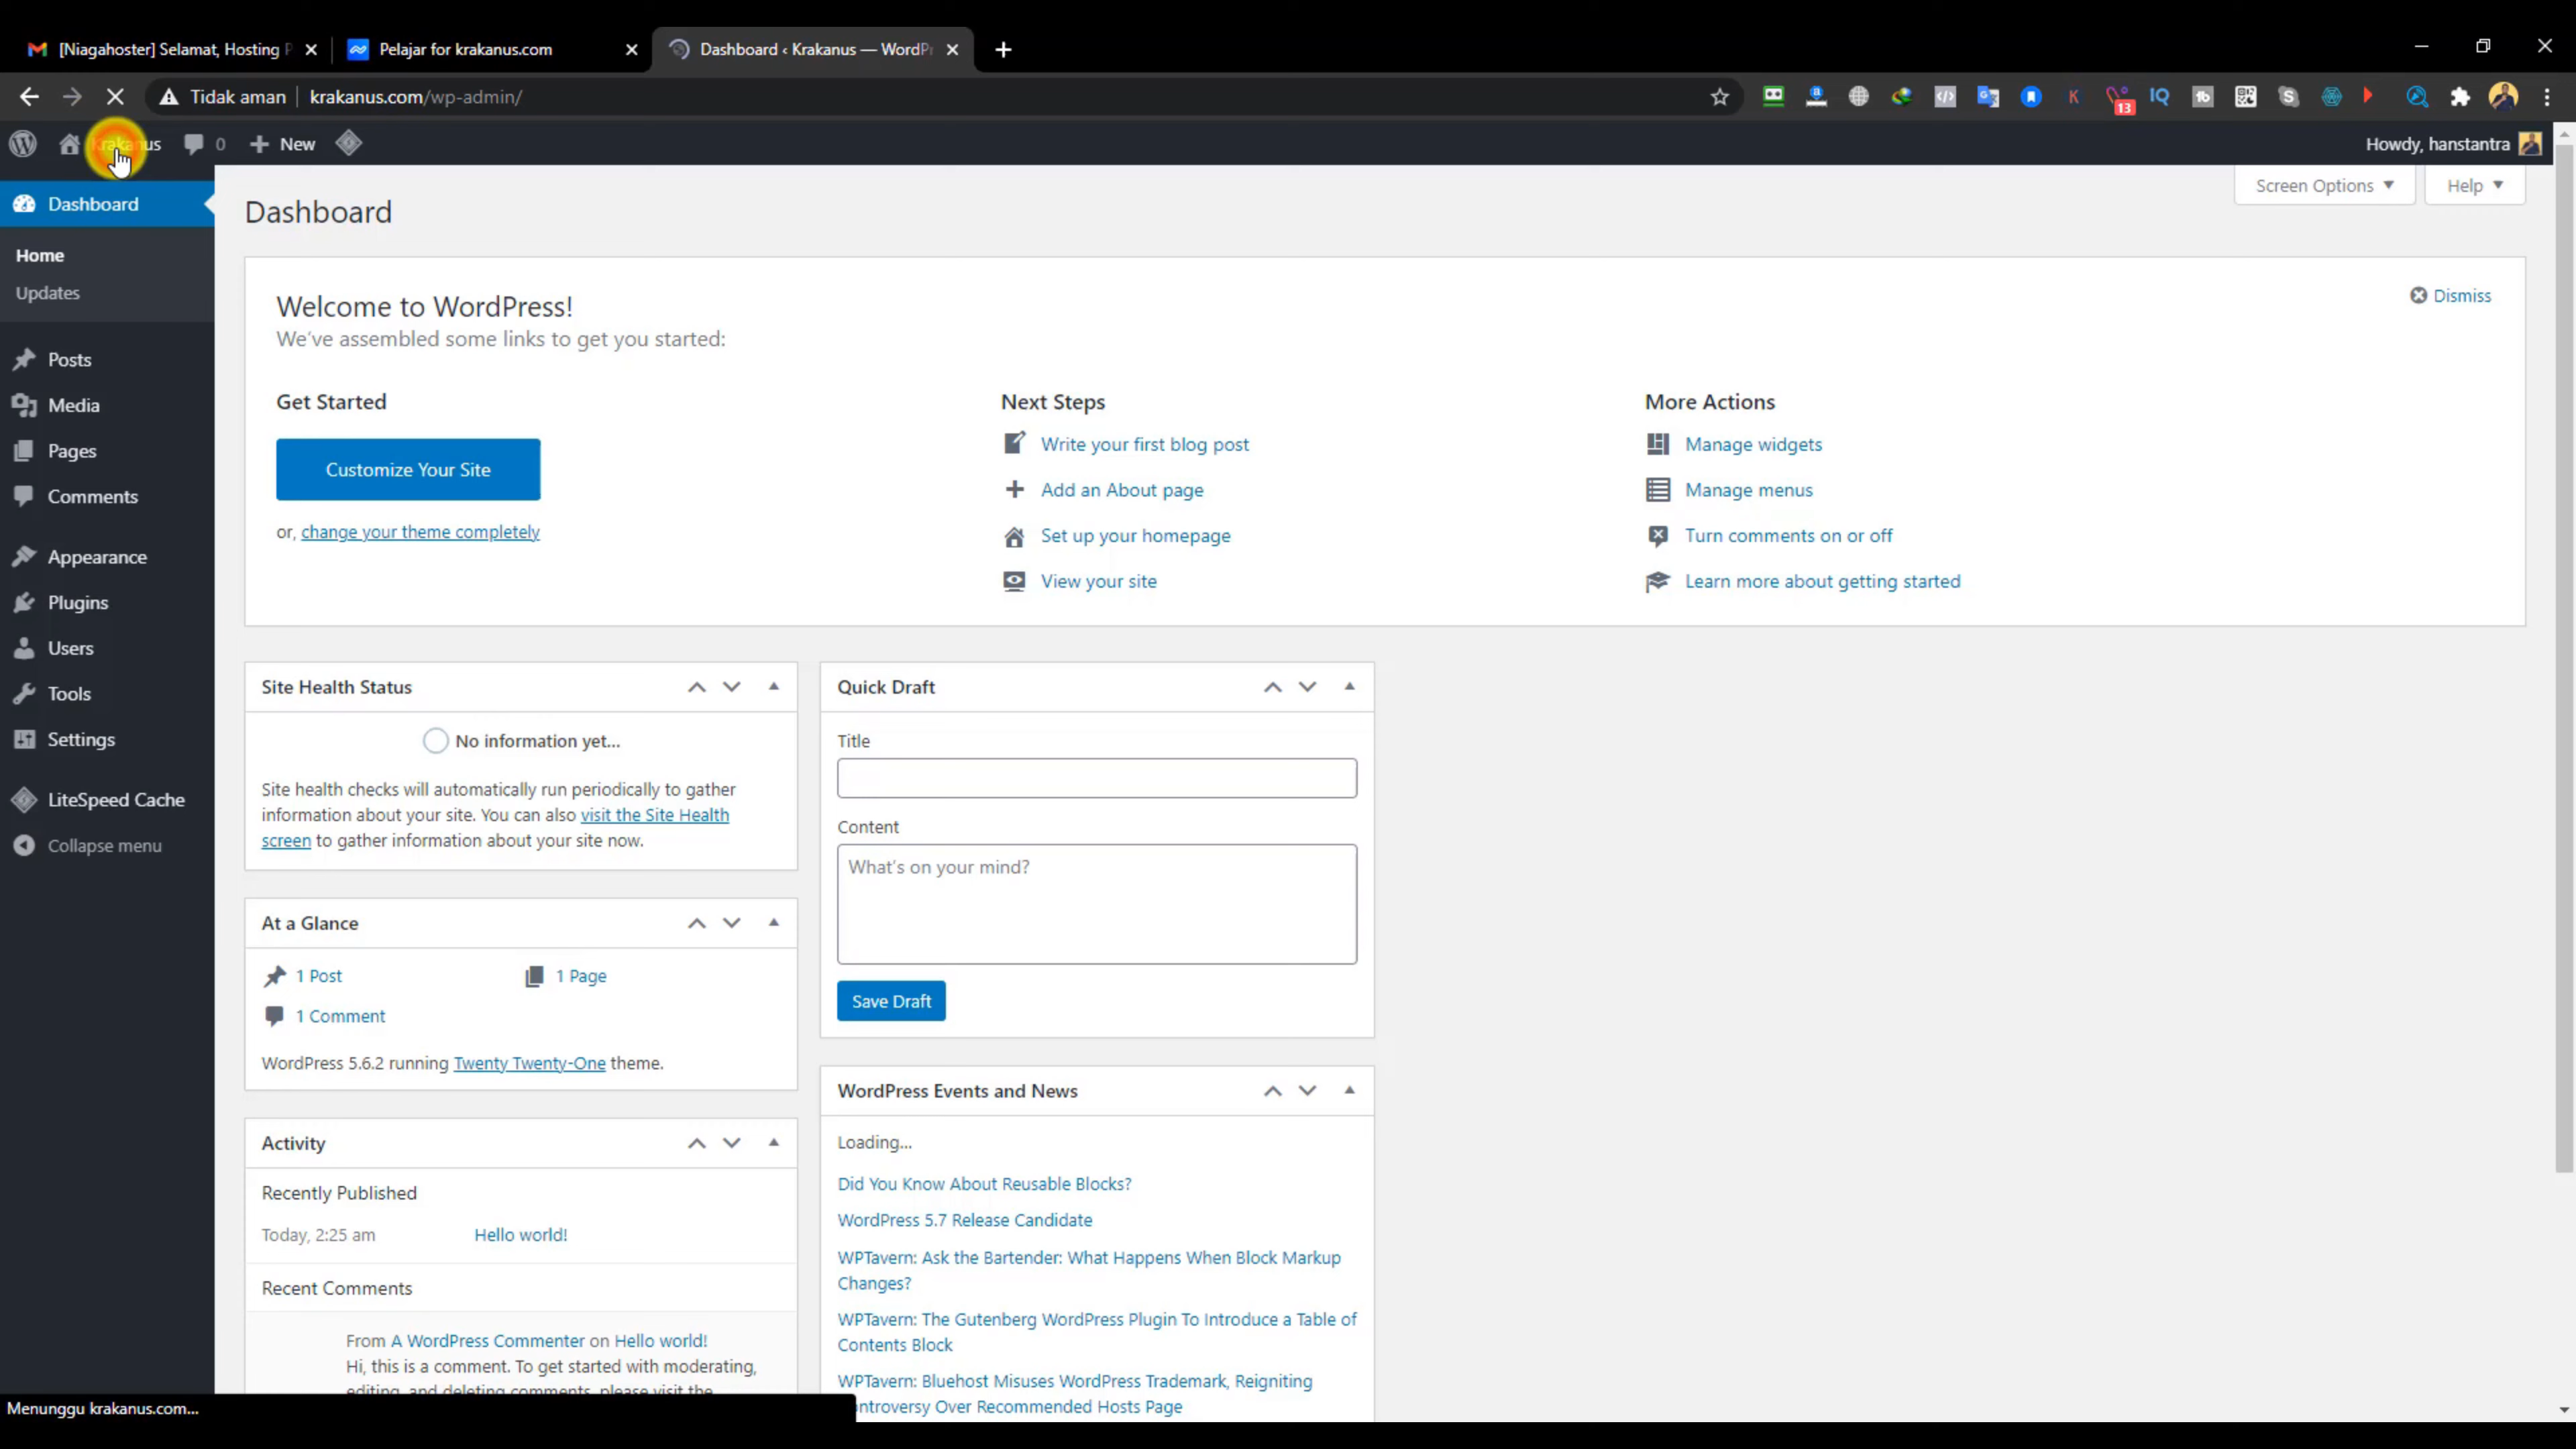 [Niagahoster] Selamat, Hosting P
Pelajar for krakanus.com
Dashboard ‹ Krakanus — WordPr
Tidak aman
krakanus.com/wp-admin/
13
Krakanus
0
New
Howdy, hanstantra
Screen Options
Help
Dashboard
Home
Updates
Posts
Media
Pages
Comments
Appearance
Plugins
Users
Tools
Settings
LiteSpeed Cache
Collapse menu
Dashboard
Welcome to WordPress!
We've assembled some links to get you started:
Dismiss
Get Started
Customize Your Site
or, change your theme completely
Next Steps
Write your first blog post
Add an About page
Set up your homepage
View your site
More Actions
Manage widgets
Manage menus
Turn comments on or off
Learn more about getting started
Site Health Status
No information yet...
Site health checks will automatically run periodically to gather
information about your site. You can also visit the Site Health
screen to gather information about your site now.
At a Glance
1 Post
1 Page
1 Comment
WordPress 5.6.2 running Twenty Twenty-One theme.
Activity
Recently Published
Today, 2:25 am
Hello world!
Recent Comments
From A WordPress Commenter on Hello world!
Hi, this is a comment. To get started with moderating,
editing, and deleting comments, please visit the
Quick Draft
Title
Content
What's on your mind?
Save Draft
WordPress Events and News
Loading...
Did You Know About Reusable Blocks?
WordPress 5.7 Release Candidate
WPTavern: Ask the Bartender: What Happens When Block Markup
Changes?
WPTavern: The Gutenberg WordPress Plugin To Introduce a Table of
Contents Block
WPTavern: Bluehost Misuses WordPress Trademark, Reigniting
ontroversy Over Recommended Hosts Page
Menunggu krakanus.com...